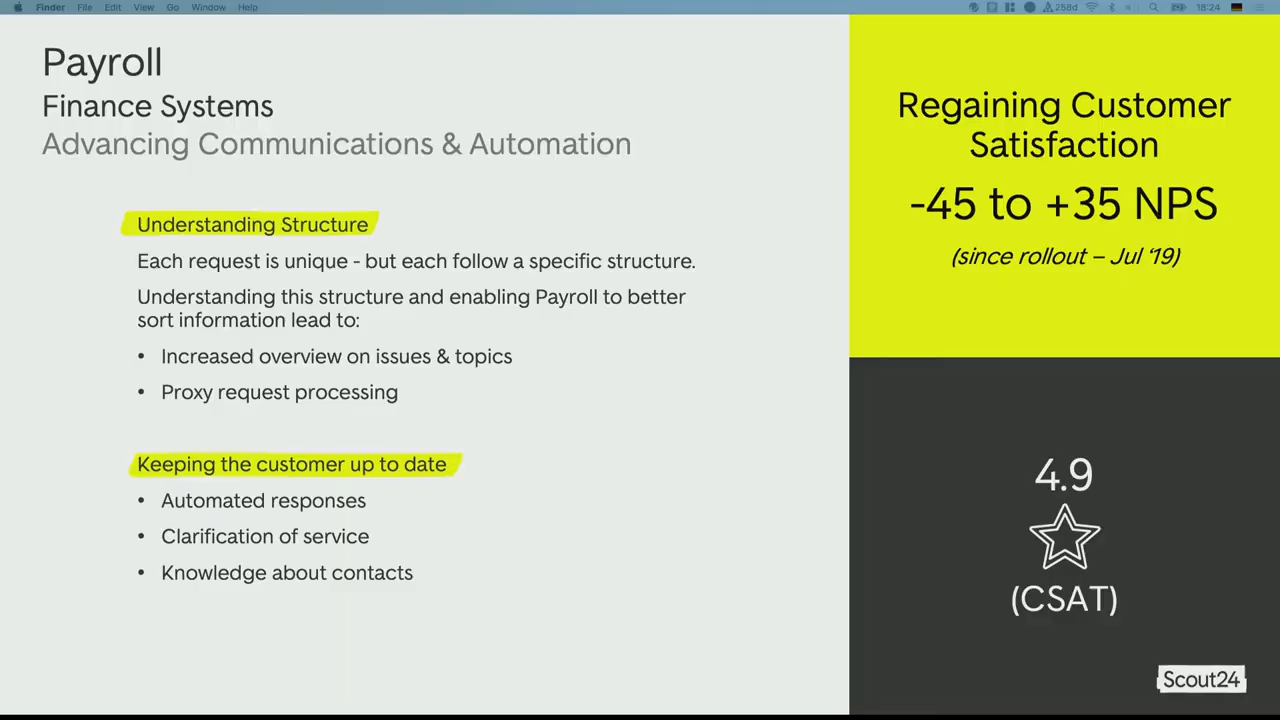 Finder File Edit View Go Window Help
258d 18:24
Payroll
Finance Systems
Advancing Communications & Automation
Understanding Structure
Each request is unique - but each follow a specific structure.
Understanding this structure and enabling Payroll to better
sort information lead to:
• Increased overview on issues & topics
• Proxy request processing
Keeping the customer up to date
• Automated responses
• Clarification of service
• Knowledge about contacts
Regaining Customer
Satisfaction
-45 to +35 NPS
(since rollout – Jul ‘19)
4.9
(CSAT)
Scout24